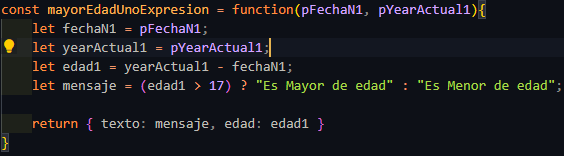 const mayorEdadUnoExpresion = function(pFechaN1, pYearActual1){
    let fechaN1 = pFechaN1;
    let yearActual1 = pYearActual1;
    let edad1 = yearActual1 - fechaN1;
    let mensaje = (edad1 > 17) ? "Es Mayor de edad" : "Es Menor de edad";

    return { texto: mensaje, edad: edad1 }
}